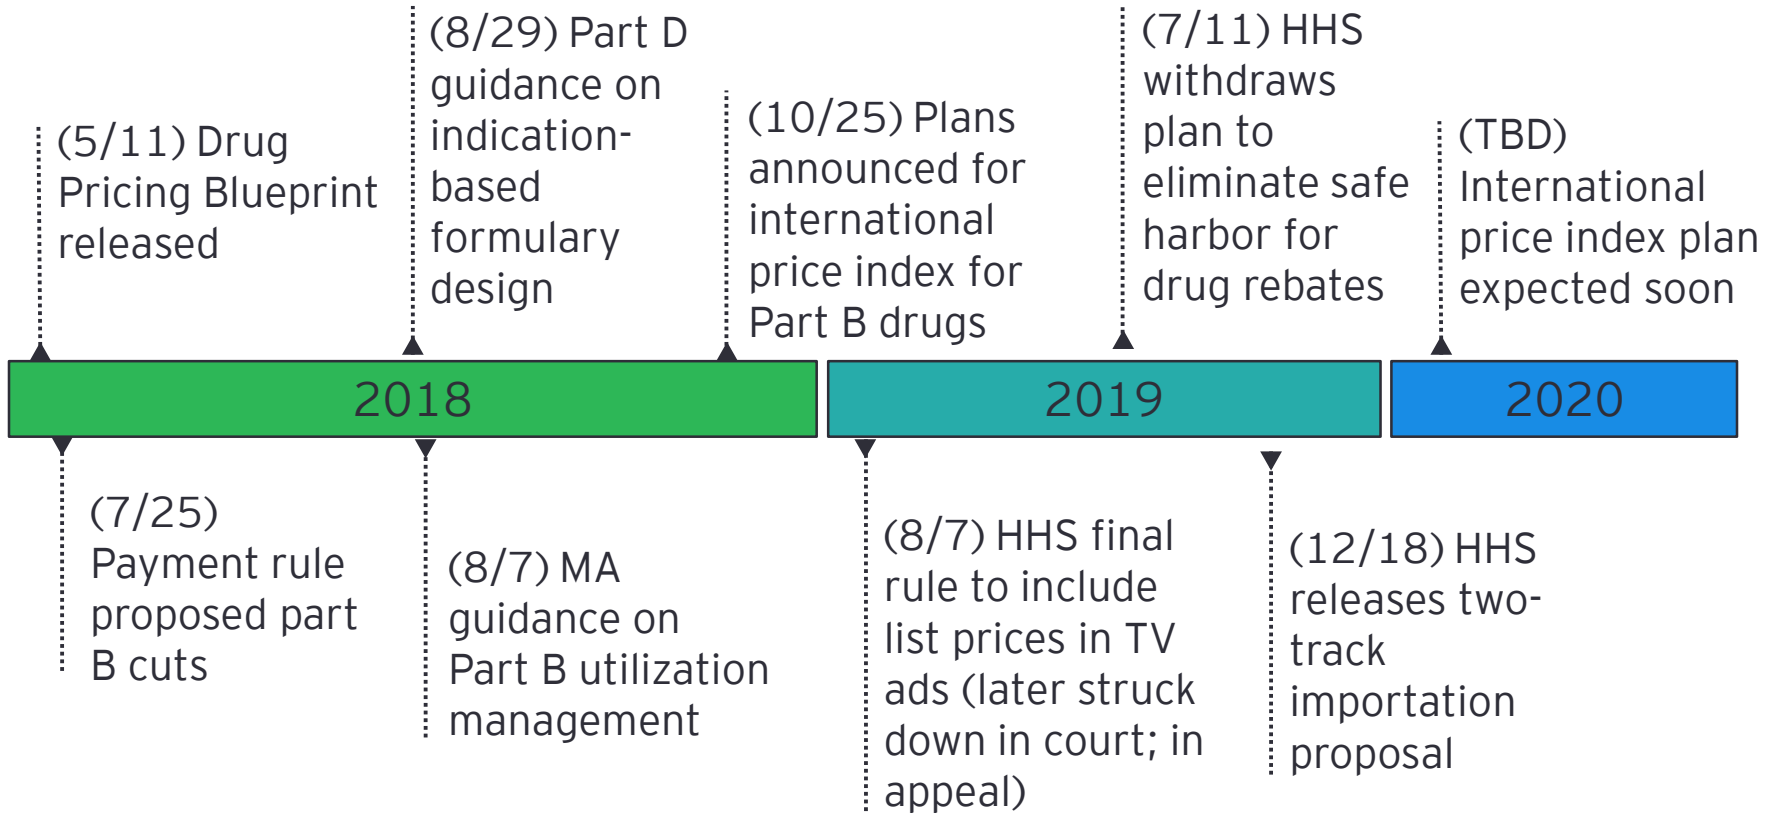 (5/11) Drug
Pricing Blueprint
released
(8/29) Part D
guidance on
indication-
based
formulary
design
(10/25) Plans
announced for
international
price index for
Part B drugs
(7/11) HHS
withdraws
plan to
eliminate safe
harbor for
drug rebates
(TBD)
International
price index plan
expected soon
2018
2019
2020
(7/25)
Payment rule
proposed part
B cuts
(8/7) MA
guidance on
Part B utilization
management
(8/7) HHS final
rule to include
list prices in TV
ads (later struck
down in court; in
appeal)
(12/18) HHS
releases two-
track
importation
proposal